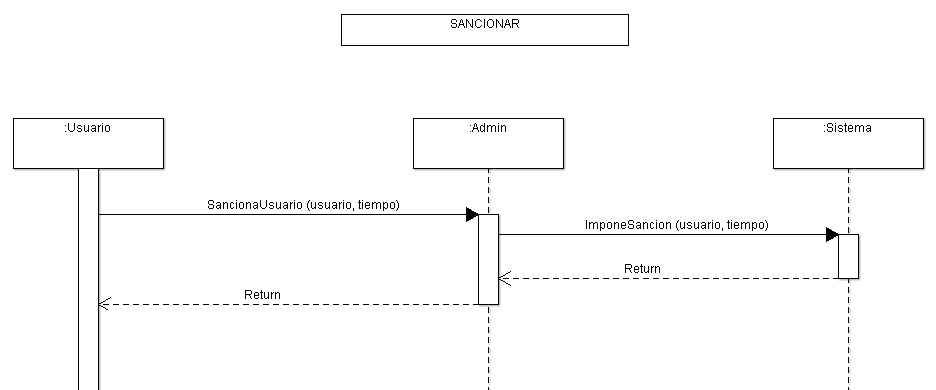 SANCIONAR
:Usuario
:Admin
:Sistema
SancionaUsuario (usuario, tiempo)
ImponeSancion (usuario, tiempo)
Return
Return